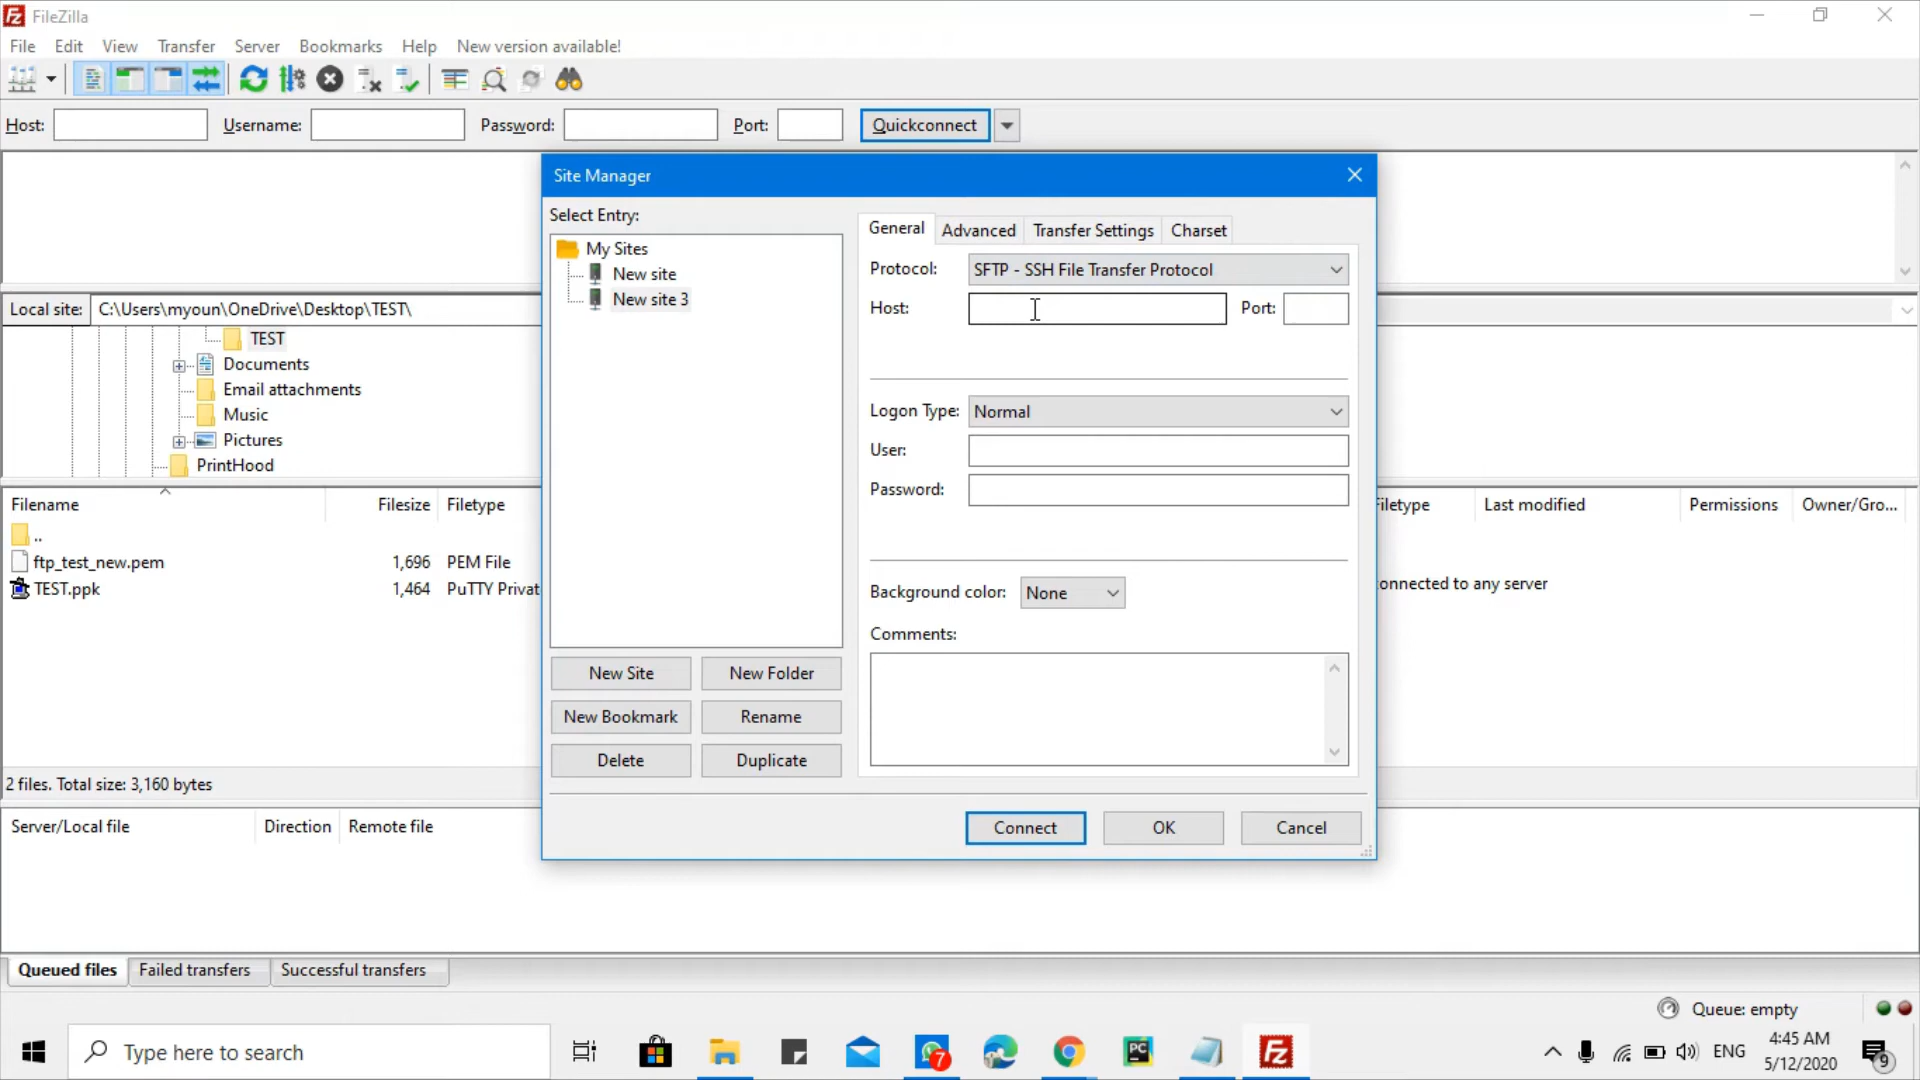 FileZilla
File Edit View Transfer Server Bookmarks Help New version available!
Host: Username: Password: Port: Quickconnect
Site Manager
Select Entry:
My Sites
New site
New site 3
New Site New Folder
New Bookmark Rename
Delete Duplicate
General Advanced Transfer Settings Charset
Protocol: SFTP - SSH File Transfer Protocol
Host: Port:
Logon Type: Normal
User:
Password:
Background color: None
Comments:
Connect OK Cancel
Local site: C:\Users\myoun\OneDrive\Desktop\TEST\
TEST
Documents
Email attachments
Music
Pictures
PrintHood
Filename Filesize Filetype
..
ftp_test_new.pem 1,696 PEM File
TEST.ppk 1,464 PuTTY Privat
2 files. Total size: 3,160 bytes
iletype Last modified Permissions Owner/Gro...
onnected to any server
Server/Local file Direction Remote file
Queued files Failed transfers Successful transfers
Queue: empty
Type here to search
7
PC
ENG
4:45 AM
5/12/2020
9